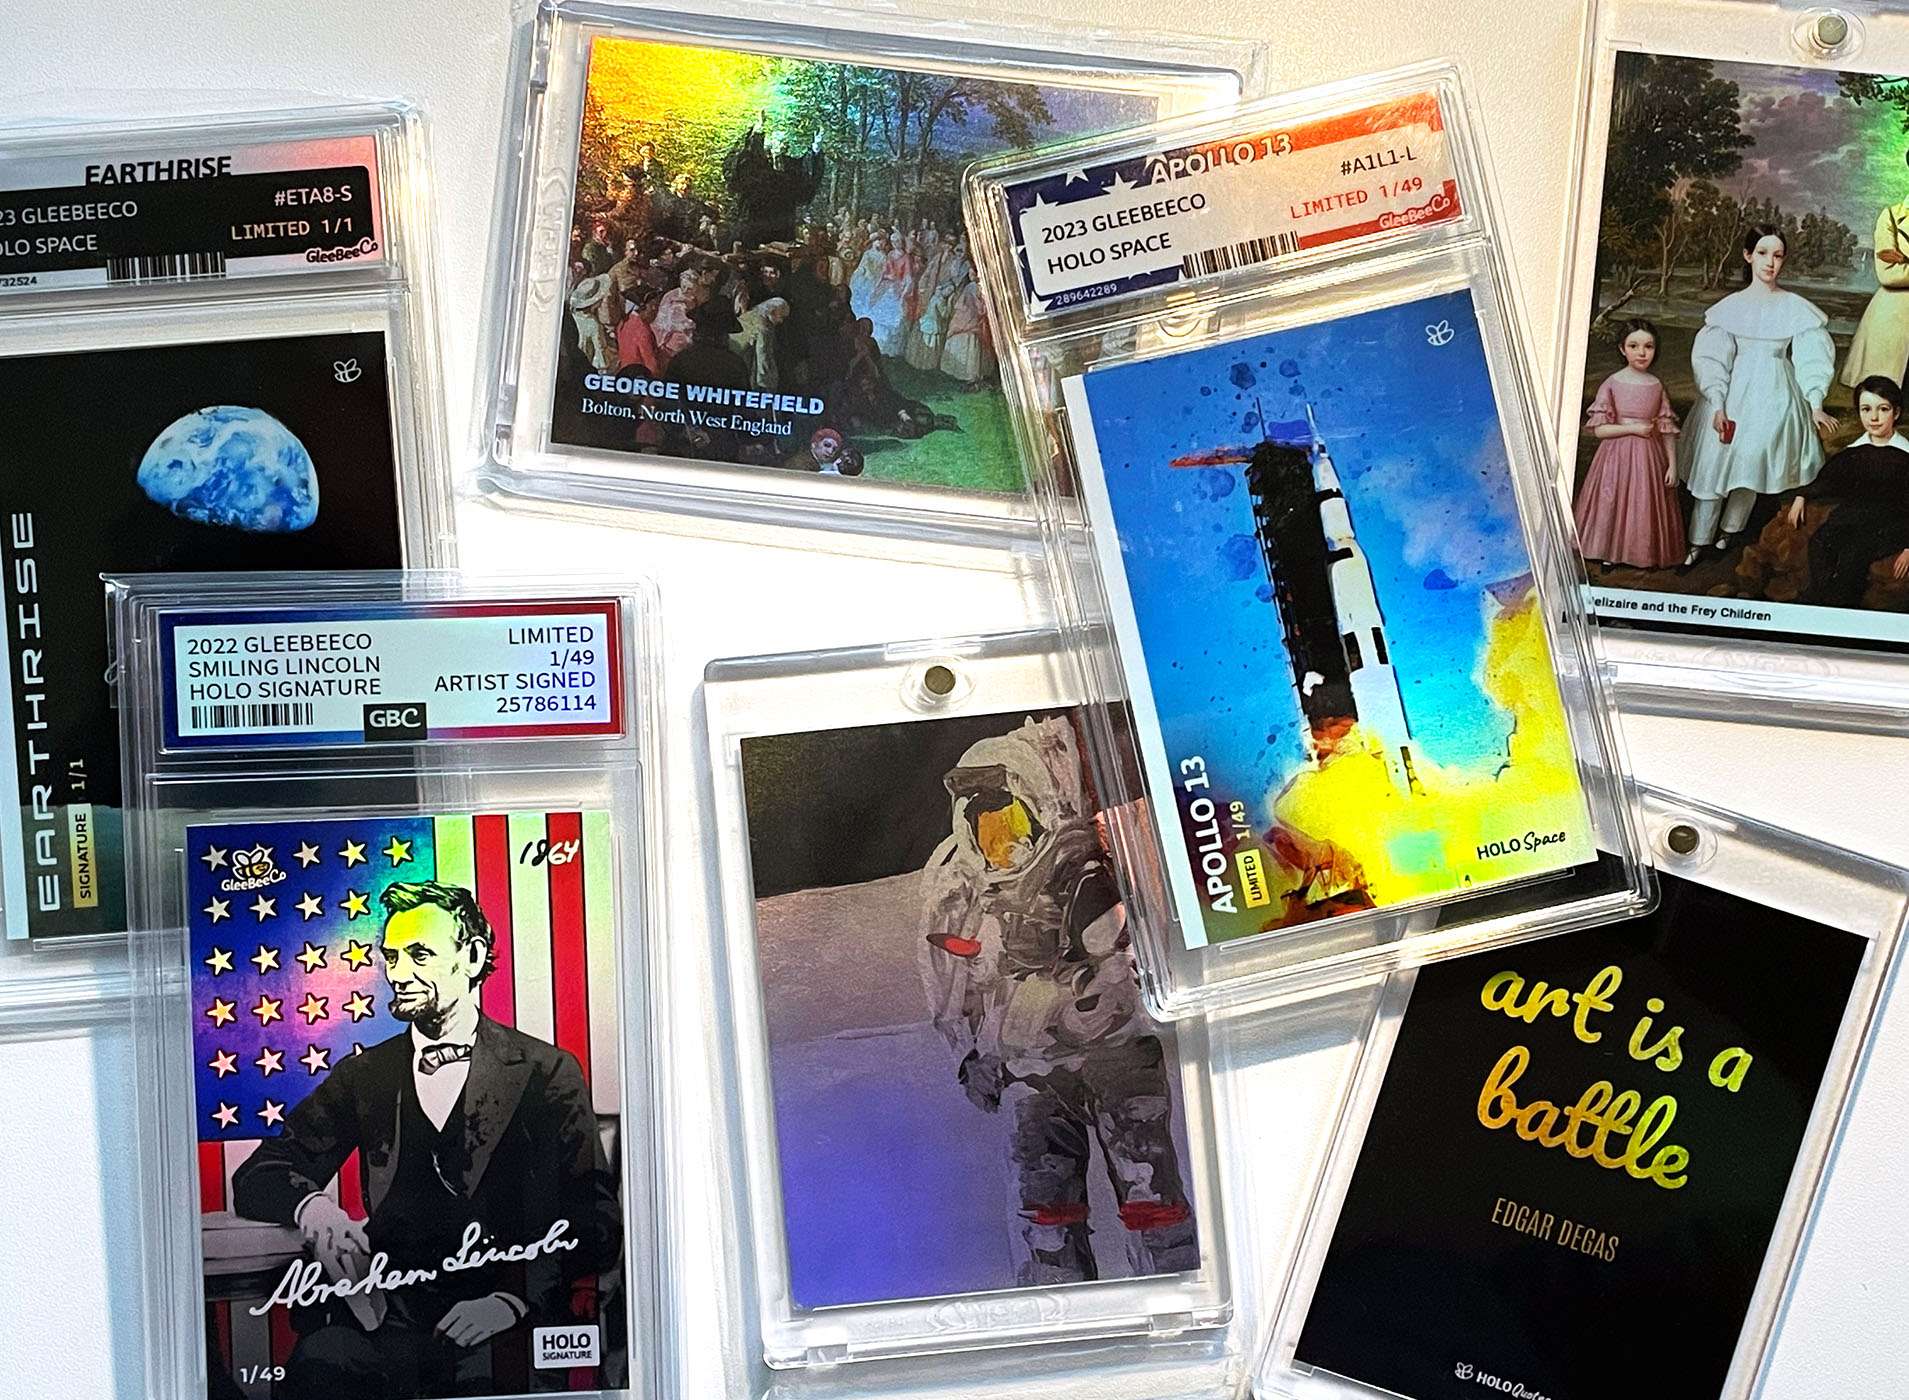 EARTHRISE
GLEEBEECO
#ETA8-S
HOLO SPACE
LIMITED 1/1
GleeBeeCo
EARTHRISE
SIGNATURE 1/1
GEORGE WHITEFIELD
Bolton, North West England
APOLLO 13
2023 GLEEBEECO
#A1L1-L
HOLO SPACE
LIMITED 1/49
GleeBeeCo
289642289
APOLLO 13
LIMITED 1/49
HOLO Space
and the Frey Children
2022 GLEEBEECO
LIMITED
SMILING LINCOLN
1/49
HOLO SIGNATURE
ARTIST SIGNED
25786114
GBC
GleeBeeCo
1864
Abraham Lincoln
HOLO
SIGNATURE
1/49
art is a
battle
EDGAR DEGAS
HOLO Quotes